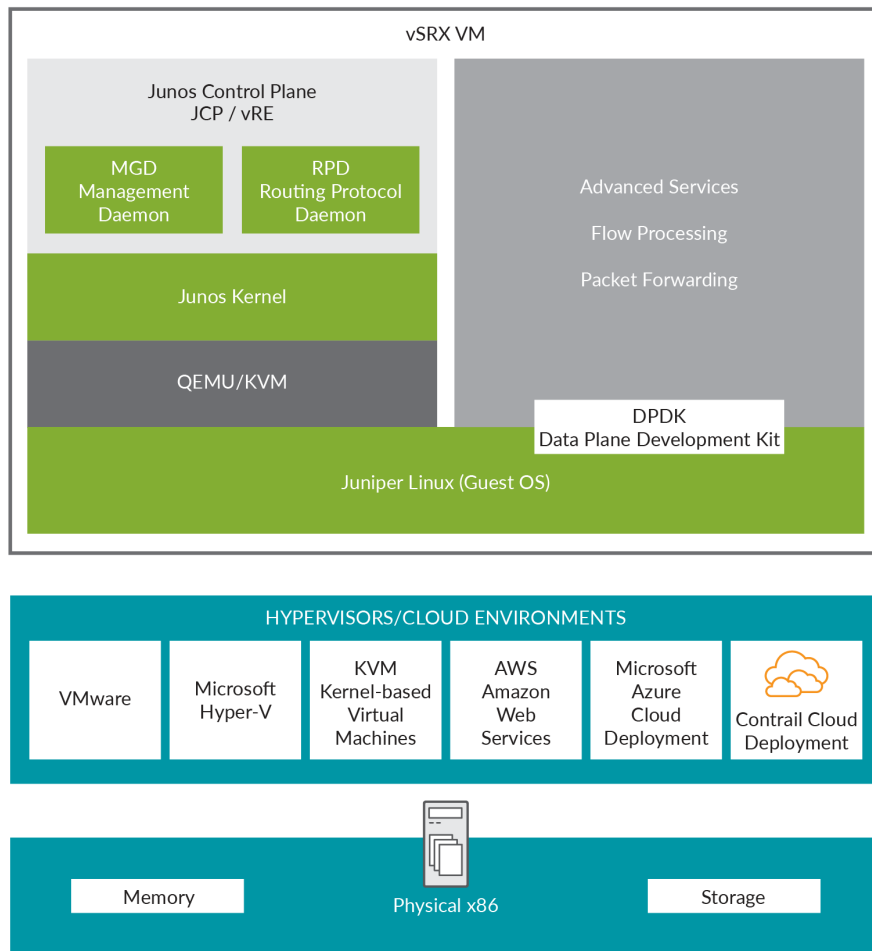 vSRX VM
Junos Control Plane
JCP / vRE
MGD
Management
Daemon
RPD
Routing Protocol
Daemon
Junos Kernel
QEMU/KVM
Advanced Services
Flow Processing
Packet Forwarding
DPDK
Data Plane Development Kit
Juniper Linux (Guest OS)
HYPERVISORS/CLOUD ENVIRONMENTS
VMware
Microsoft
Hyper-V
KVM
Kernel-based
Virtual
Machines
AWS
Amazon
Web
Services
Microsoft
Azure
Cloud
Deployment
Contrail Cloud
Deployment
Memory
Physical x86
Storage